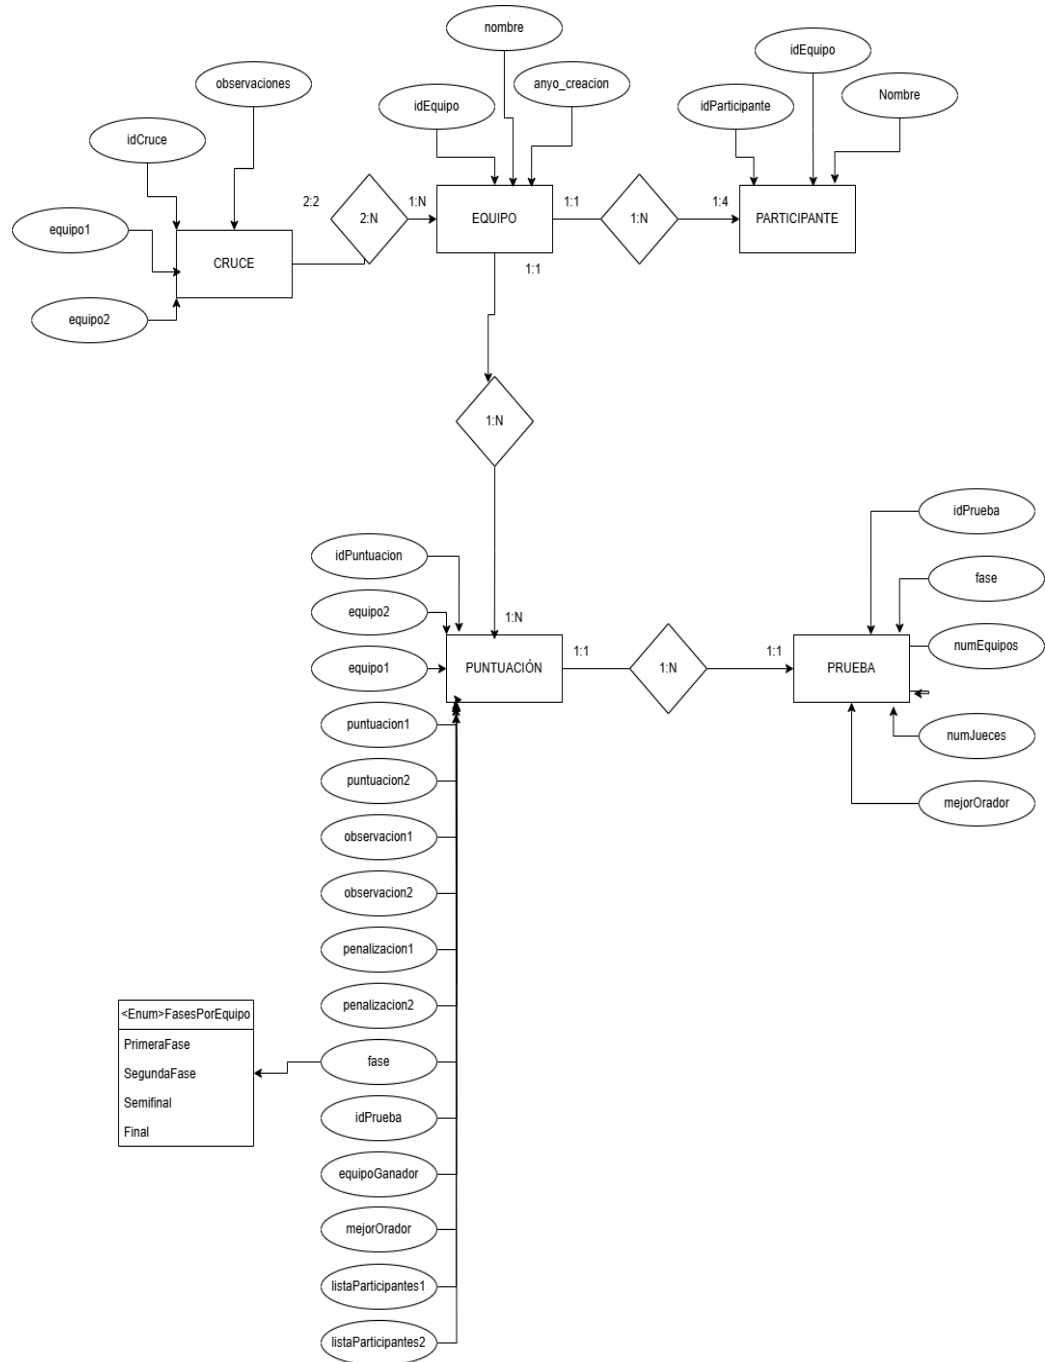 nombre
idEquipo
observaciones
anyo_creacion
idEquipo
idParticipante
Nombre
idCruce
2:2
2:N
1:N
EQUIPO
1:1
1:N
1:4
PARTICIPANTE
equipo1
CRUCE
1:1
equipo2
1:N
idPrueba
idPuntuacion
fase
equipo2
1:N
numEquipos
equipo1
PUNTUACIÓN
1:1
1:N
1:1
PRUEBA
puntuacion1
numJueces
puntuacion2
mejorOrador
observacion1
observacion2
penalizacion1
penalizacion2
<Enum>FasesPorEquipo
PrimeraFase
SegundaFase
Semifinal
Final
fase
idPrueba
equipoGanador
mejorOrador
listaParticipantes1
listaParticipantes2